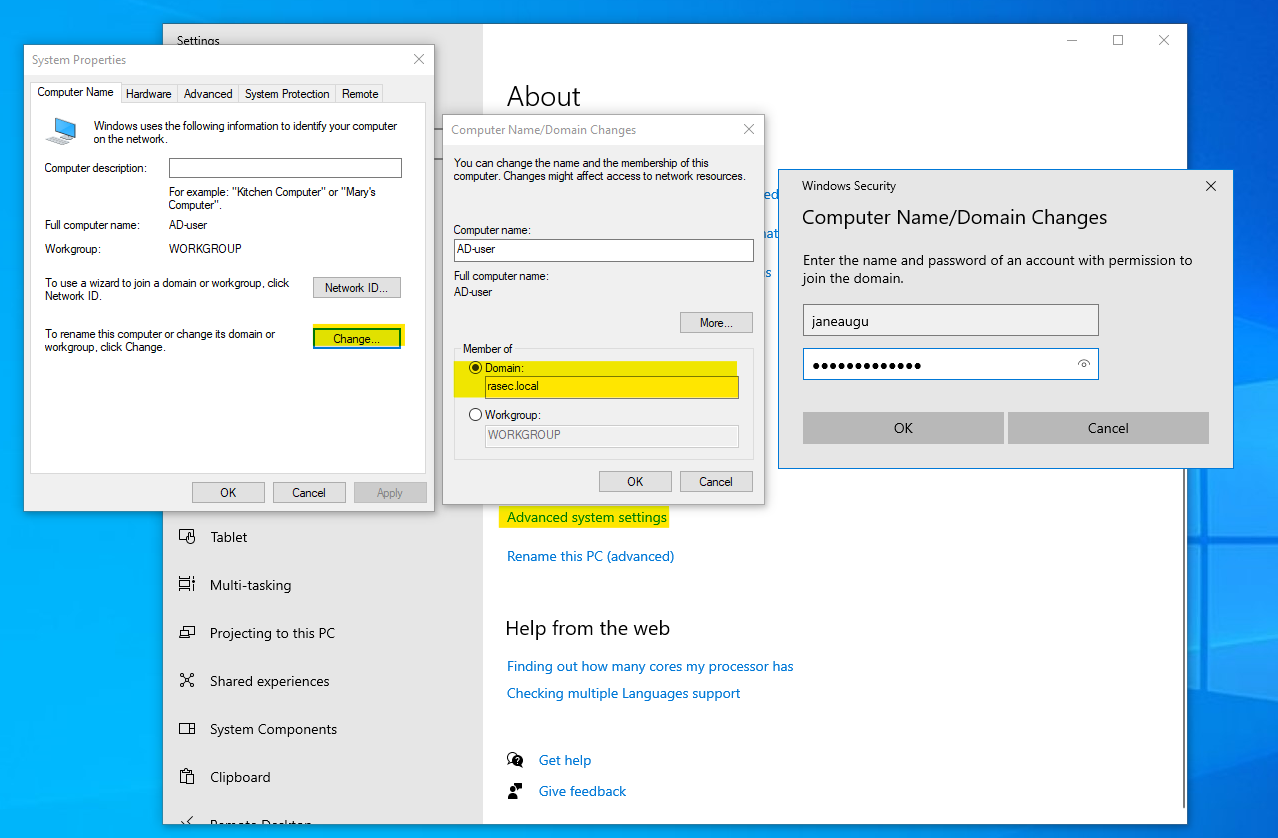 Settings
System Properties
Computer Name
Hardware
Advanced
System Protection
Remote
Windows uses the following information to identify your computer
on the network.
Computer description:
For example: "Kitchen Computer" or "Mary's
Computer".
Full computer name:
AD-user
Workgroup:
WORKGROUP
To use a wizard to join a domain or workgroup, click
Network ID.
Network ID...
To rename this computer or change its domain or
workgroup, click Change.
Change...
OK
Cancel
Apply
Computer Name/Domain Changes
You can change the name and the membership of this
computer. Changes might affect access to network resources.
Computer name:
AD-user
Full computer name:
AD-user
More...
Member of
Domain:
rasec.local
Workgroup:
WORKGROUP
OK
Cancel
Windows Security
Computer Name/Domain Changes
Enter the name and password of an account with permission to
join the domain.
janeaugu
●●●●●●●●●●●●●
OK
Cancel
About
Advanced system settings
Rename this PC (advanced)
Help from the web
Finding out how many cores my processor has
Checking multiple Languages support
Get help
Give feedback
Tablet
Multi-tasking
Projecting to this PC
Shared experiences
System Components
Clipboard
Remote Desktop